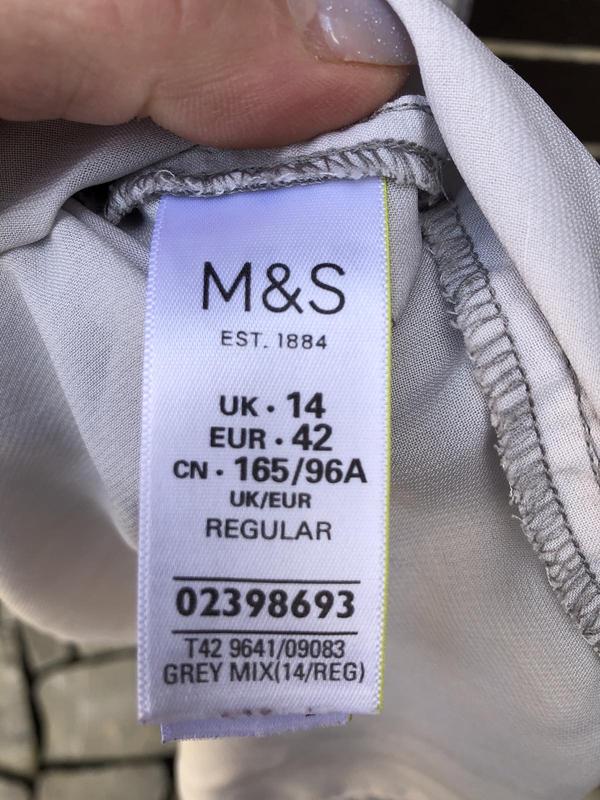 M&S
EST. 1884
UK · 14
EUR · 42
CN · 165/96A
UK/EUR
REGULAR
02398693
T42 9641/09083
GREY MIX(14/REG)